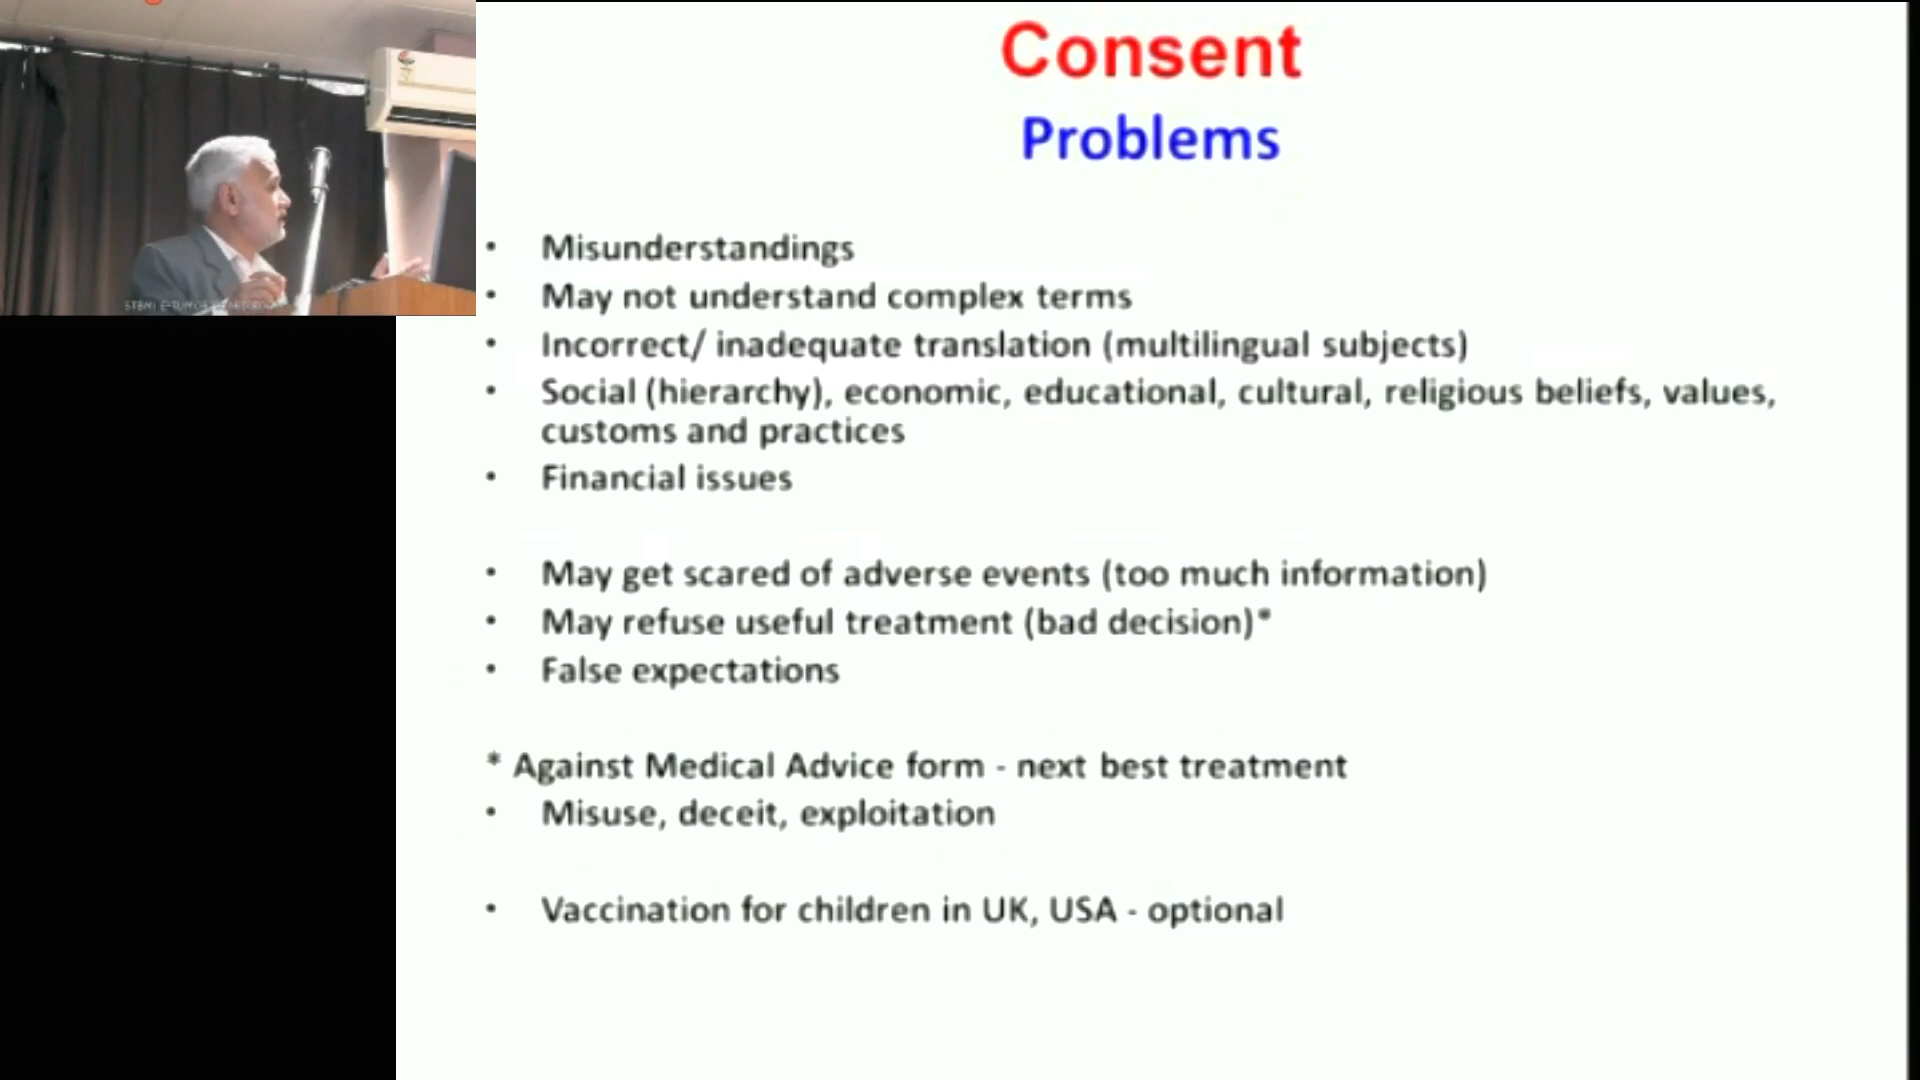 Consent
Problems
• Misunderstandings
• May not understand complex terms
• Incorrect/ inadequate translation (multilingual subjects)
• Social (hierarchy), economic, educational, cultural, religious beliefs, values,
customs and practices
• Financial issues
• May get scared of adverse events (too much information)
• May refuse useful treatment (bad decision)*
• False expectations
* Against Medical Advice form - next best treatment
• Misuse, deceit, exploitation
• Vaccination for children in UK, USA - optional